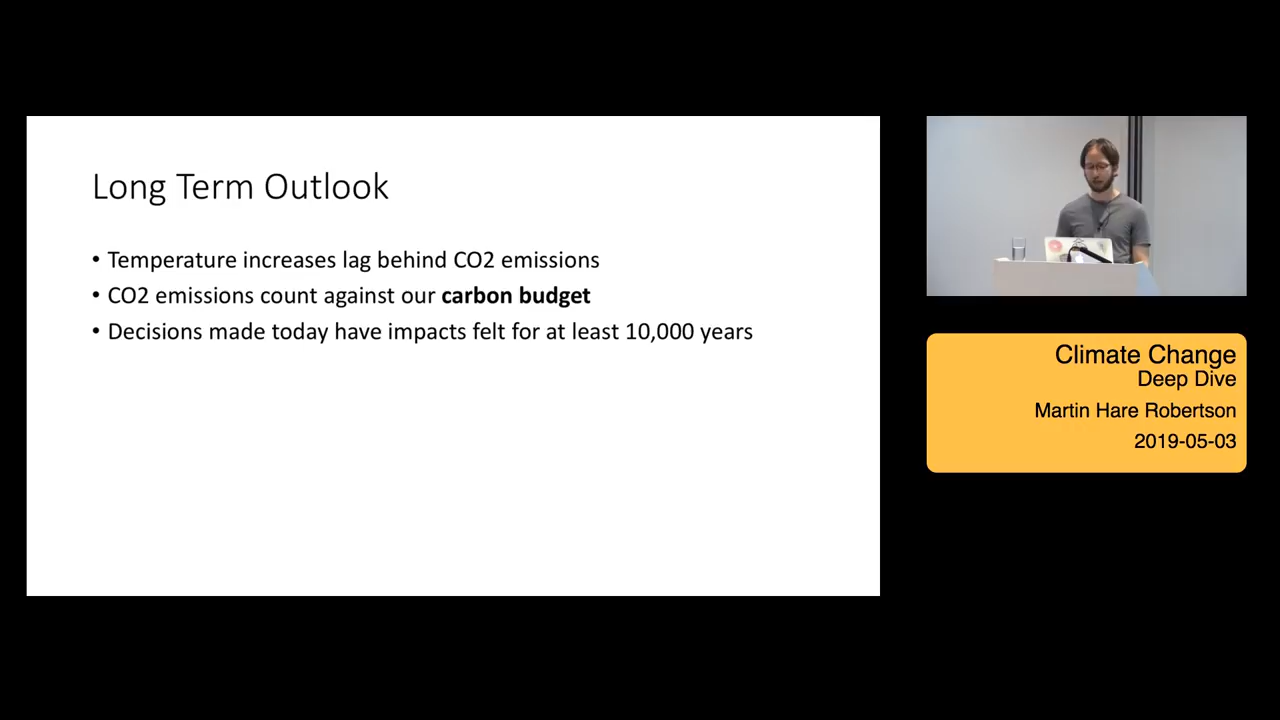 Long Term Outlook
• Temperature increases lag behind CO2 emissions
• CO2 emissions count against our carbon budget
• Decisions made today have impacts felt for at least 10,000 years
Climate Change
Deep Dive
Martin Hare Robertson
2019-05-03